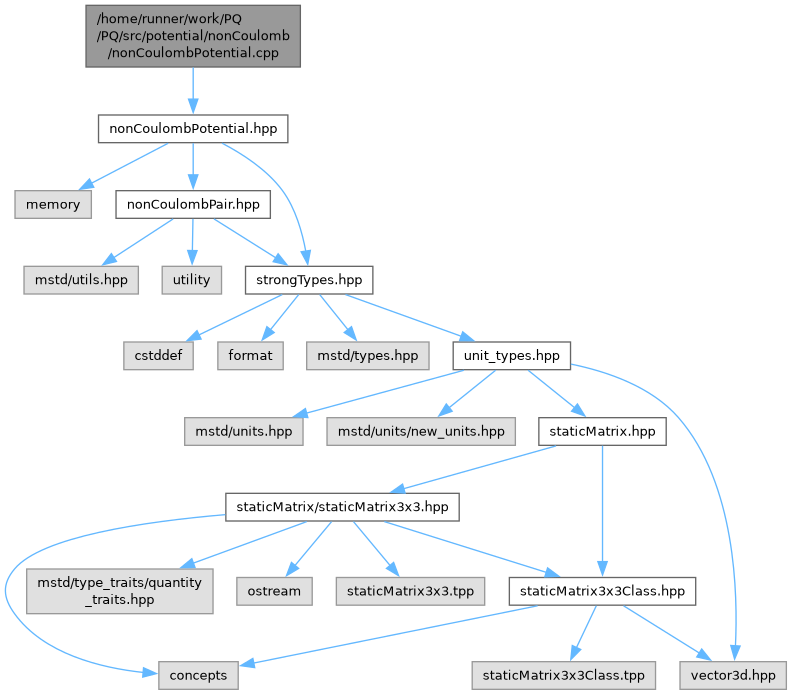 /home/runner/work/PQ
/PQ/src/potential/nonCoulomb
/nonCoulombPotential.cpp
nonCoulombPotential.hpp
memory
nonCoulombPair.hpp
mstd/utils.hpp
utility
strongTypes.hpp
cstddef
format
mstd/types.hpp
unit_types.hpp
mstd/units.hpp
mstd/units/new_units.hpp
staticMatrix.hpp
staticMatrix/staticMatrix3x3.hpp
mstd/type_traits/quantity
_traits.hpp
ostream
staticMatrix3x3.tpp
staticMatrix3x3Class.hpp
concepts
staticMatrix3x3Class.tpp
vector3d.hpp